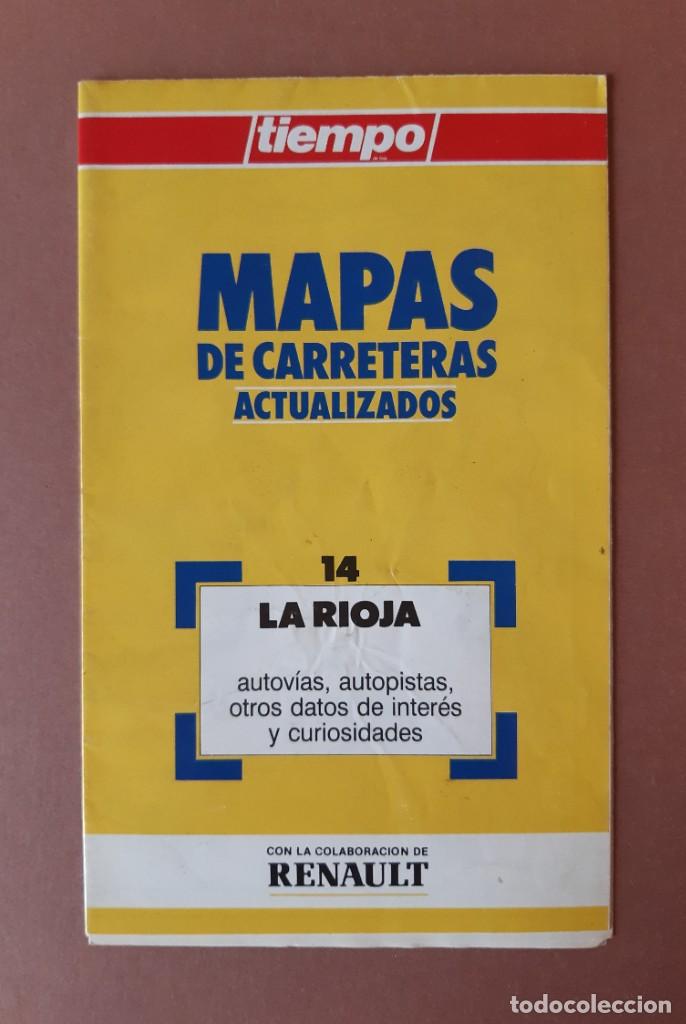 tiempo
MAPAS
DE CARRETERAS
ACTUALIZADOS
14
LA RIOJA
autovías, autopistas,
otros datos de interés
y curiosidades
CON LA COLABORACION DE
RENAULT
todocoleccion